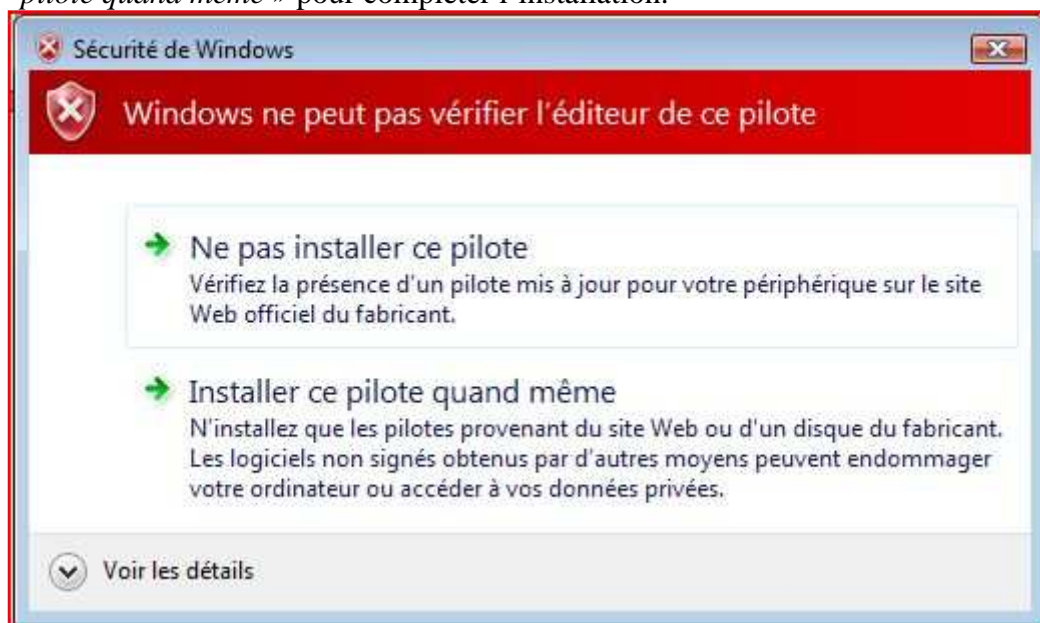 pilote quand même » pour compléter l'installation.
Sécurité de Windows
Windows ne peut pas vérifier l'éditeur de ce pilote
Ne pas installer ce pilote
Vérifiez la présence d'un pilote mis à jour pour votre périphérique sur le site
Web officiel du fabricant.
Installer ce pilote quand même
N'installez que les pilotes provenant du site Web ou d'un disque du fabricant.
Les logiciels non signés obtenus par d'autres moyens peuvent endommager
votre ordinateur ou accéder à vos données privées.
Voir les détails